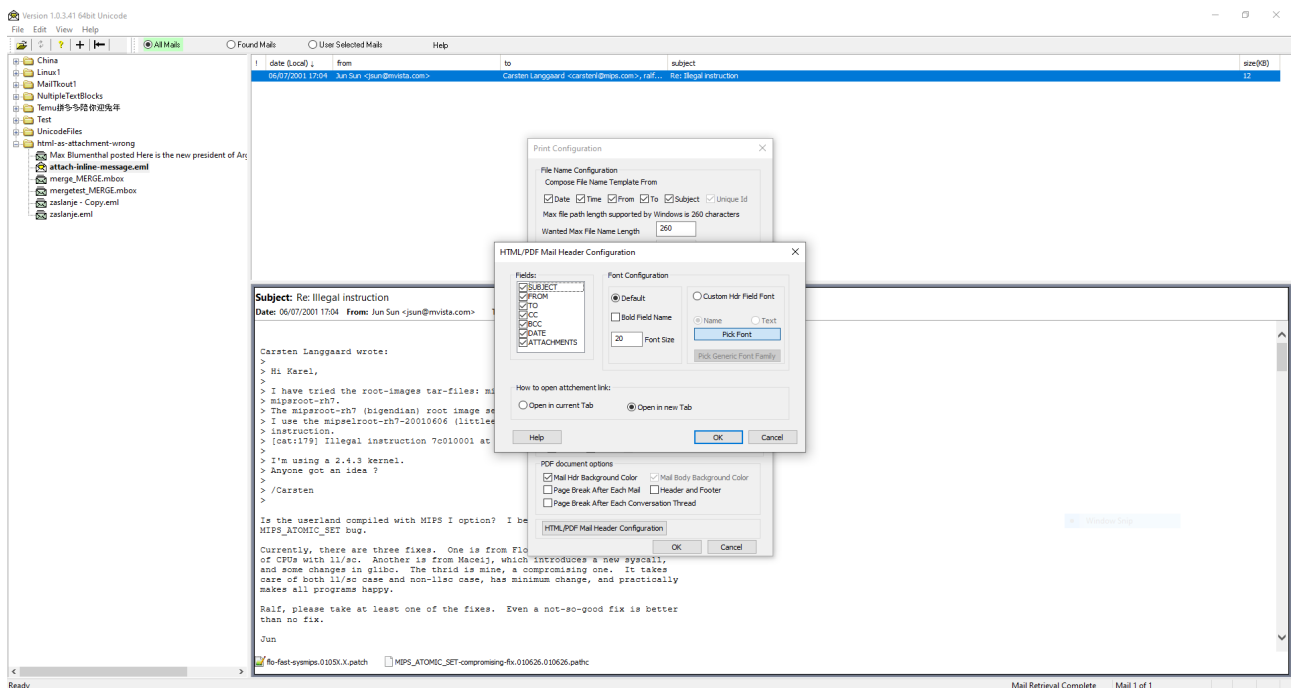 Version 1.0.3.41 64bit Unicode
File Edit View Help
All Mails Found Mails User Selected Mails Help
China
Linux1
MailTkout1
NultipleTextBlocks
Temu拼多多陪你迎兔年
Test
UnicodeFiles
html-as-attachment-wrong
Max Blumenthal posted Here is the new president of Arg
attach-inline-message.eml
merge_MERGE.mbox
mergetest_MERGE.mbox
zaslanje - Copy.eml
zaslanje.eml
! date (Local) ↓ from to subject size(KB)
06/07/2001 17:04 Jun Sun <jsun@mvista.com> Carsten Langgaard <carstenl@mips.com>, ralf... Re: Illegal instruction 12
Print Configuration
File Name Configuration
Compose File Name Template From
Date Time From To Subject Unique Id
Max file path length supported by Windows is 260 characters
Wanted Max File Name Length 260
HTML/PDF Mail Header Configuration
Fields:
SUBJECT
FROM
TO
CC
BCC
DATE
ATTACHMENTS
Font Configuration
Default
Bold Field Name
20 Font Size
Custom Hdr Field Font
Name Text
Pick Font
Pick Generic Font Family
How to open attchement link:
Open in current Tab Open in new Tab
Help OK Cancel
PDF document options
Mail Hdr Background Color Mail Body Background Color
Page Break After Each Mail Header and Footer
Page Break After Each Conversation Thread
HTML/PDF Mail Header Configuration
OK Cancel
Subject: Re: Illegal instruction
Date: 06/07/2001 17:04 From: Jun Sun <jsun@mvista.com>
Carsten Langgaard wrote:
>
> Hi Karel,
>
> I have tried the root-images tar-files: mi
> mipsroot-rh7.
> The mipsroot-rh7 (bigendian) root image se
> I use the mipselroot-rh7-20010606 (littlee
> instruction.
> [cat:179] Illegal instruction 7c010001 at
>
> I'm using a 2.4.3 kernel.
> Anyone got an idea ?
>
> /Carsten
>
Is the userland compiled with MIPS I option? I be
MIPS_ATOMIC_SET bug.
Currently, there are three fixes. One is from Flo
of CPUs with ll/sc. Another is from Maceij, which introduces a new syscall,
and some changes in glibc. The thrid is mine, a compromising one. It takes
care of both ll/sc case and non-llsc case, has minimum change, and practically
makes all programs happy.
Ralf, please take at least one of the fixes. Even a not-so-good fix is better
than no fix.
Jun
flo-fast-sysmips.0105X.X.patch MIPS_ATOMIC_SET-compromising-fix.010626.010626.pathc
Ready Mail Retrieval Complete Mail 1 of 1